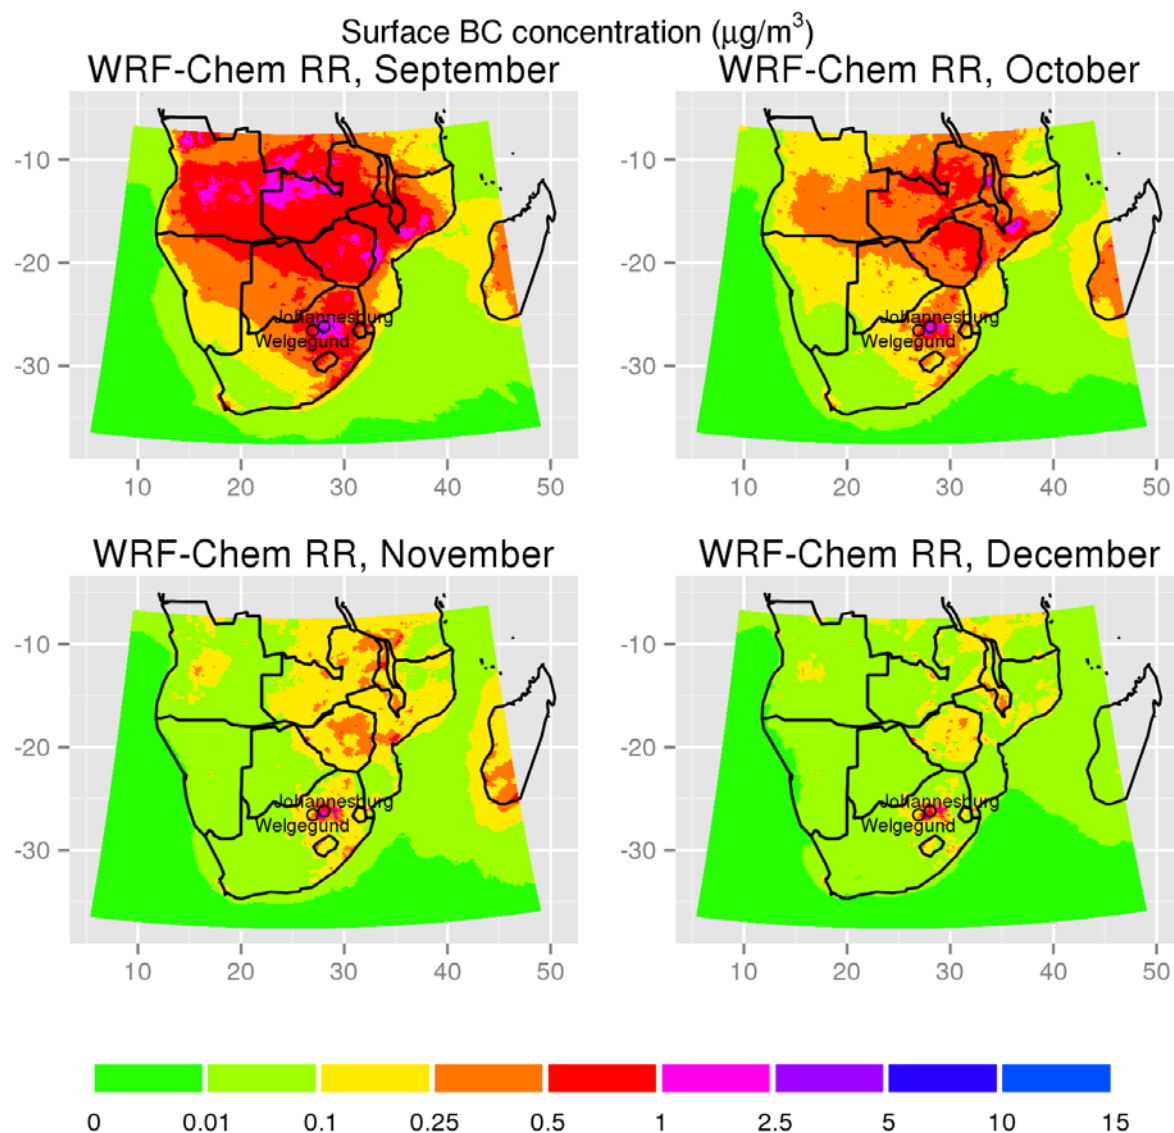 Surface BC concentration (μg/m³)
WRF-Chem RR, September
WRF-Chem RR, October
-10
-20
-30
Johannesburg
Welgegund
10 20 30 40 50
-10
-20
-30
Johannesburg
Welgegund
10 20 30 40 50
WRF-Chem RR, November
WRF-Chem RR, December
-10
-20
-30
Johannesburg
Welgegund
10 20 30 40 50
-10
-20
-30
Johannesburg
Welgegund
10 20 30 40 50
0 0.01 0.1 0.25 0.5 1 2.5 5 10 15